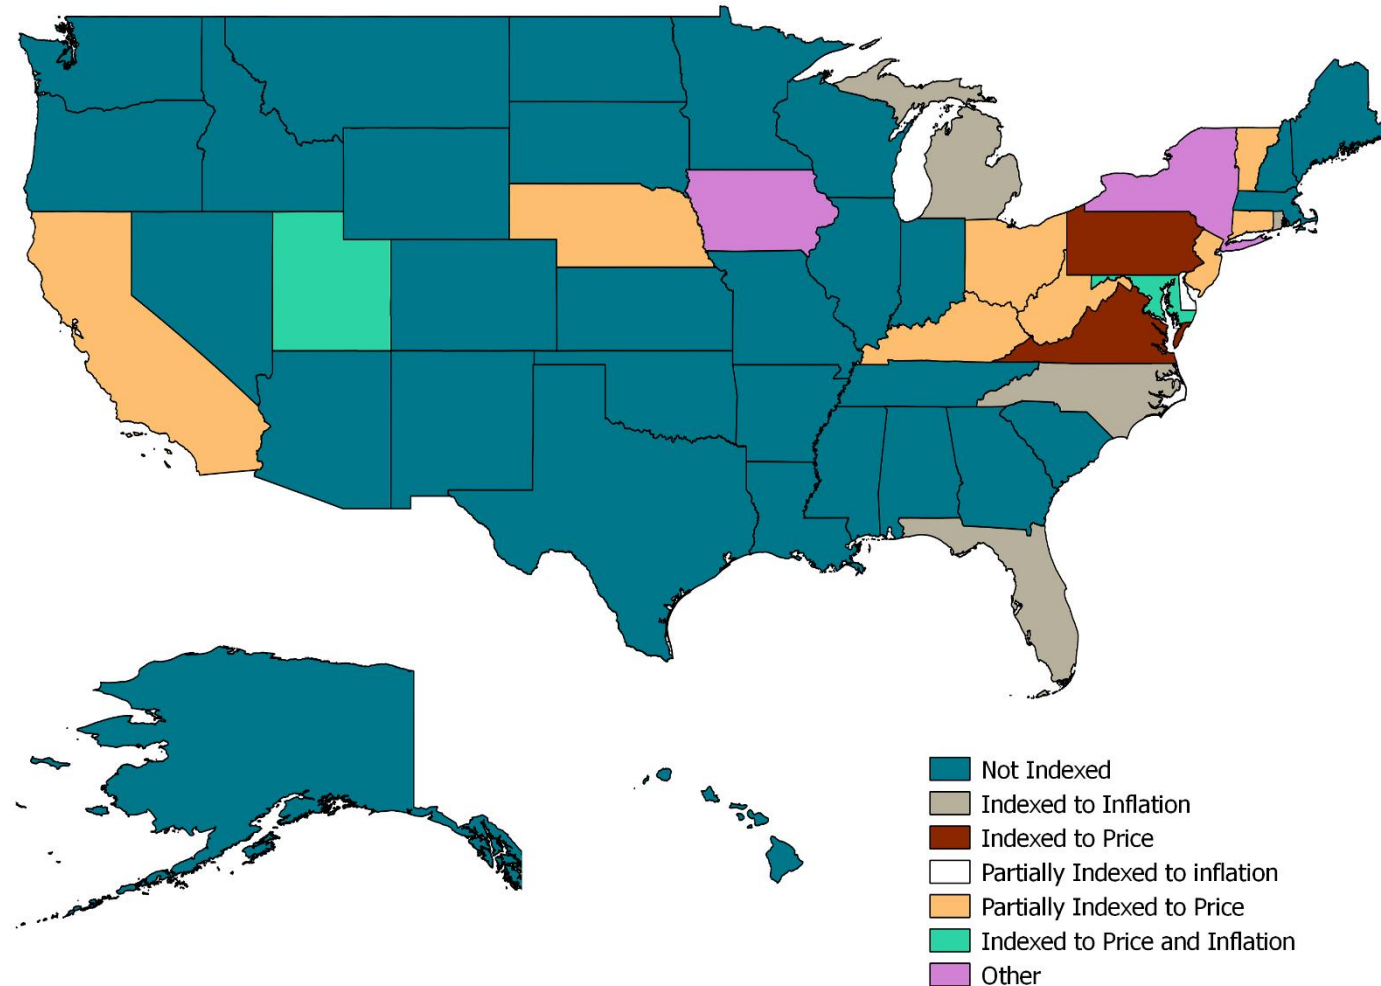 Not Indexed
Indexed to Inflation
Indexed to Price
Partially Indexed to inflation
Partially Indexed to Price
Indexed to Price and Inflation
Other